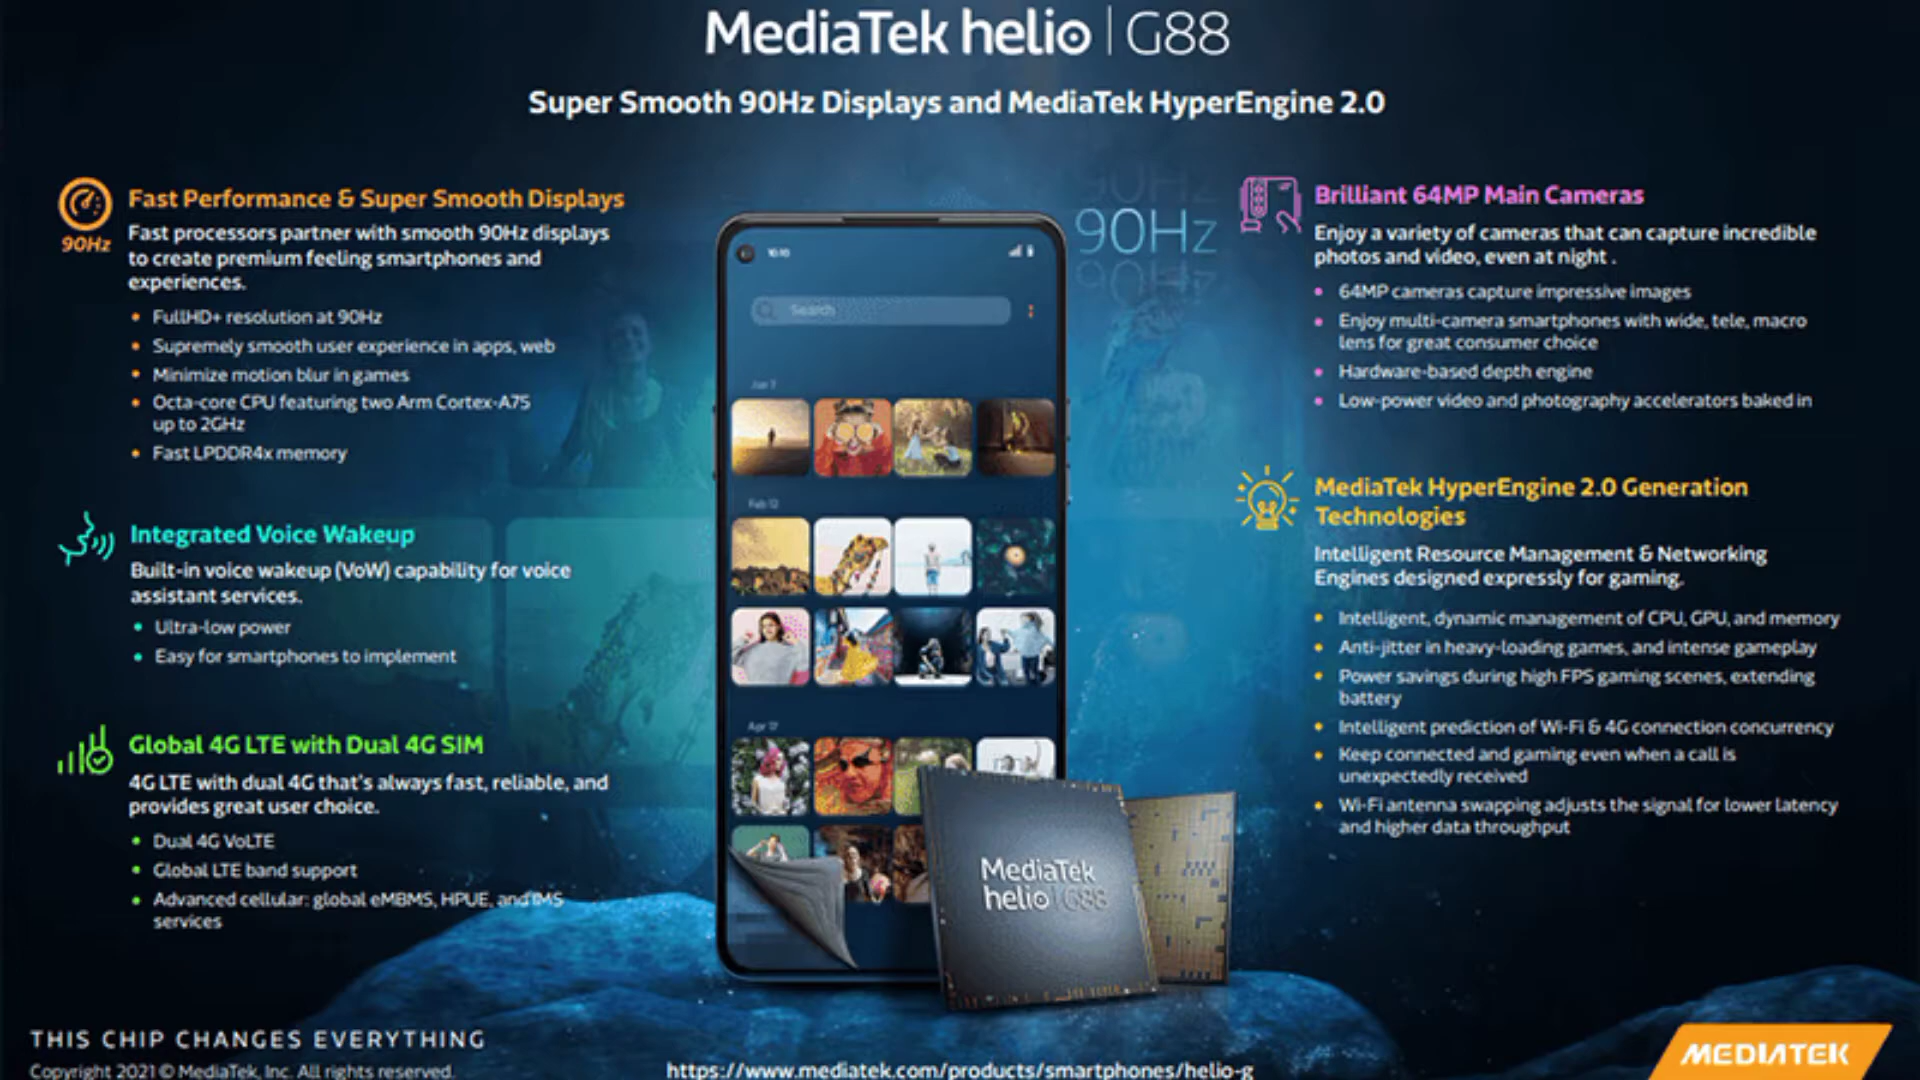 MediaTek helio | G88
Super Smooth 90Hz Displays and MediaTek HyperEngine 2.0
90Hz
Fast Performance & Super Smooth Displays
Fast processors partner with smooth 90Hz displays
to create premium feeling smartphones and
experiences.
• FullHD+ resolution at 90Hz
• Supremely smooth user experience in apps, web
• Minimize motion blur in games
• Octa-core CPU featuring two Arm Cortex-A75
up to 2GHz
• Fast LPDDR4x memory
Integrated Voice Wakeup
Built-in voice wakeup (VoW) capability for voice
assistant services.
• Ultra-low power
• Easy for smartphones to implement
Global 4G LTE with Dual 4G SIM
4G LTE with dual 4G that's always fast, reliable, and
provides great user choice.
• Dual 4G VoLTE
• Global LTE band support
• Advanced cellular: global eMBMS, HPUE, and IMS
services
90Hz
90Hz
90Hz
10:10
Search
Jan 7
Feb 12
Apr 17
MediaTek
helio | G88
Brilliant 64MP Main Cameras
Enjoy a variety of cameras that can capture incredible
photos and video, even at night .
• 64MP cameras capture impressive images
• Enjoy multi-camera smartphones with wide, tele, macro
lens for great consumer choice
• Hardware-based depth engine
• Low-power video and photography accelerators baked in
MediaTek HyperEngine 2.0 Generation
Technologies
Intelligent Resource Management & Networking
Engines designed expressly for gaming.
• Intelligent, dynamic management of CPU, GPU, and memory
• Anti-jitter in heavy-loading games, and intense gameplay
• Power savings during high FPS gaming scenes, extending
battery
• Intelligent prediction of Wi-Fi & 4G connection concurrency
• Keep connected and gaming even when a call is
unexpectedly received
• Wi-Fi antenna swapping adjusts the signal for lower latency
and higher data throughput
THIS CHIP CHANGES EVERYTHING
Copyright 2021 © MediaTek, Inc. All rights reserved.
https://www.mediatek.com/products/smartphones/helio-g
MEDIATEK